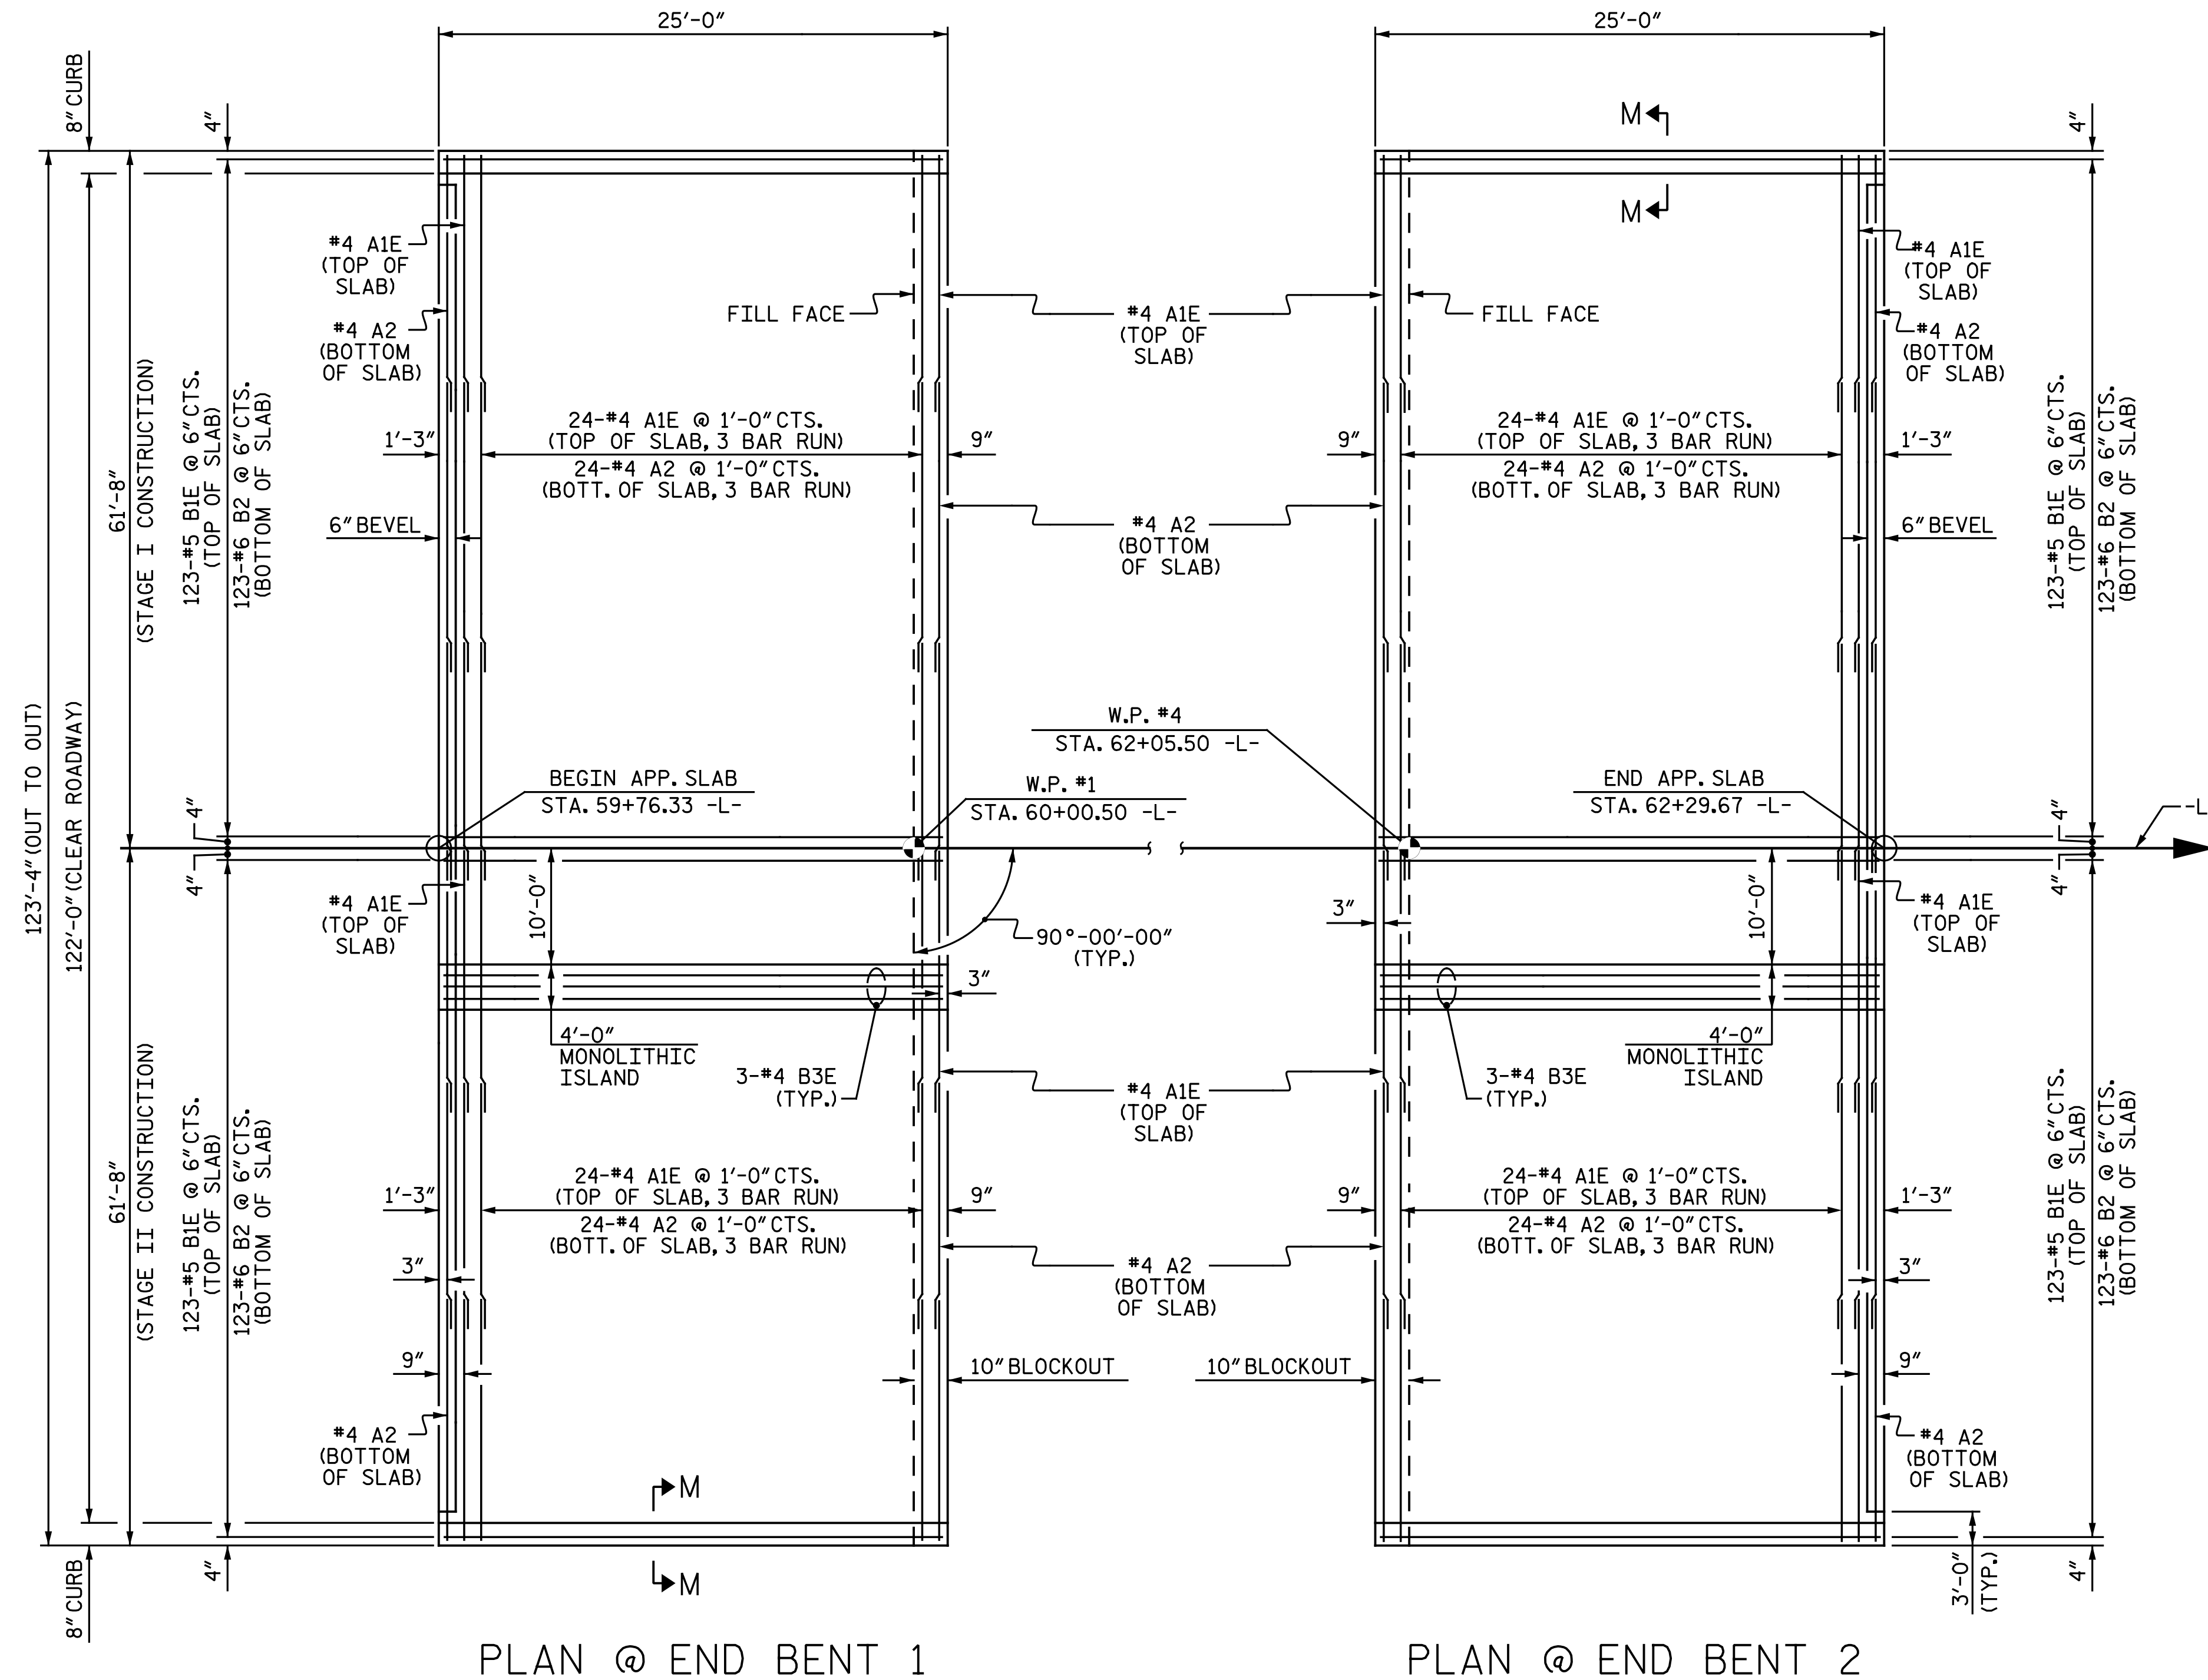 25'-0"
25'-0"
8" CURB
4"
M
4"
M
#4 A1E
(TOP OF
SLAB)
#4 A2
(BOTTOM
OF SLAB)
FILL FACE
#4 A1E
(TOP OF
SLAB)
FILL FACE
#4 A1E
(TOP OF
SLAB)
#4 A2
(BOTTOM
OF SLAB)
123'-4" (OUT TO OUT)
122'-0" (CLEAR ROADWAY)
61'-8"
(STAGE I CONSTRUCTION)
123-#5 B1E @ 6" CTS.
(TOP OF SLAB)
123-#6 B2 @ 6" CTS.
(BOTTOM OF SLAB)
1'-3"
24-#4 A1E @ 1'-0" CTS.
(TOP OF SLAB, 3 BAR RUN)
24-#4 A2 @ 1'-0" CTS.
(BOTT. OF SLAB, 3 BAR RUN)
9"
9"
24-#4 A1E @ 1'-0" CTS.
(TOP OF SLAB, 3 BAR RUN)
24-#4 A2 @ 1'-0" CTS.
(BOTT. OF SLAB, 3 BAR RUN)
1'-3"
123-#5 B1E @ 6" CTS.
(TOP OF SLAB)
123-#6 B2 @ 6" CTS.
(BOTTOM OF SLAB)
6" BEVEL
#4 A2
(BOTTOM
OF SLAB)
6" BEVEL
W.P. #4
STA. 62+05.50 -L-
BEGIN APP. SLAB
STA. 59+76.33 -L-
W.P. #1
STA. 60+00.50 -L-
END APP. SLAB
STA. 62+29.67 -L-
4"
4"
4"
4"
-L
#4 A1E
(TOP OF
SLAB)
10'-0"
90°-00'-00"
(TYP.)
3"
3"
10'-0"
#4 A1E
(TOP OF
SLAB)
4'-0"
MONOLITHIC
ISLAND
3-#4 B3E
(TYP.)
#4 A1E
(TOP OF
SLAB)
3-#4 B3E
(TYP.)
4'-0"
MONOLITHIC
ISLAND
61'-8"
(STAGE II CONSTRUCTION)
123-#5 B1E @ 6" CTS.
(TOP OF SLAB)
123-#6 B2 @ 6" CTS.
(BOTTOM OF SLAB)
1'-3"
24-#4 A1E @ 1'-0" CTS.
(TOP OF SLAB, 3 BAR RUN)
24-#4 A2 @ 1'-0" CTS.
(BOTT. OF SLAB, 3 BAR RUN)
9"
9"
24-#4 A1E @ 1'-0" CTS.
(TOP OF SLAB, 3 BAR RUN)
24-#4 A2 @ 1'-0" CTS.
(BOTT. OF SLAB, 3 BAR RUN)
1'-3"
123-#5 B1E @ 6" CTS.
(TOP OF SLAB)
123-#6 B2 @ 6" CTS.
(BOTTOM OF SLAB)
3"
#4 A2
(BOTTOM
OF SLAB)
3"
9"
10" BLOCKOUT
10" BLOCKOUT
9"
#4 A2
(BOTTOM
OF SLAB)
#4 A2
(BOTTOM
OF SLAB)
M
M
8" CURB
4"
3'-0"
(TYP.)
4"
PLAN @ END BENT 1
PLAN @ END BENT 2